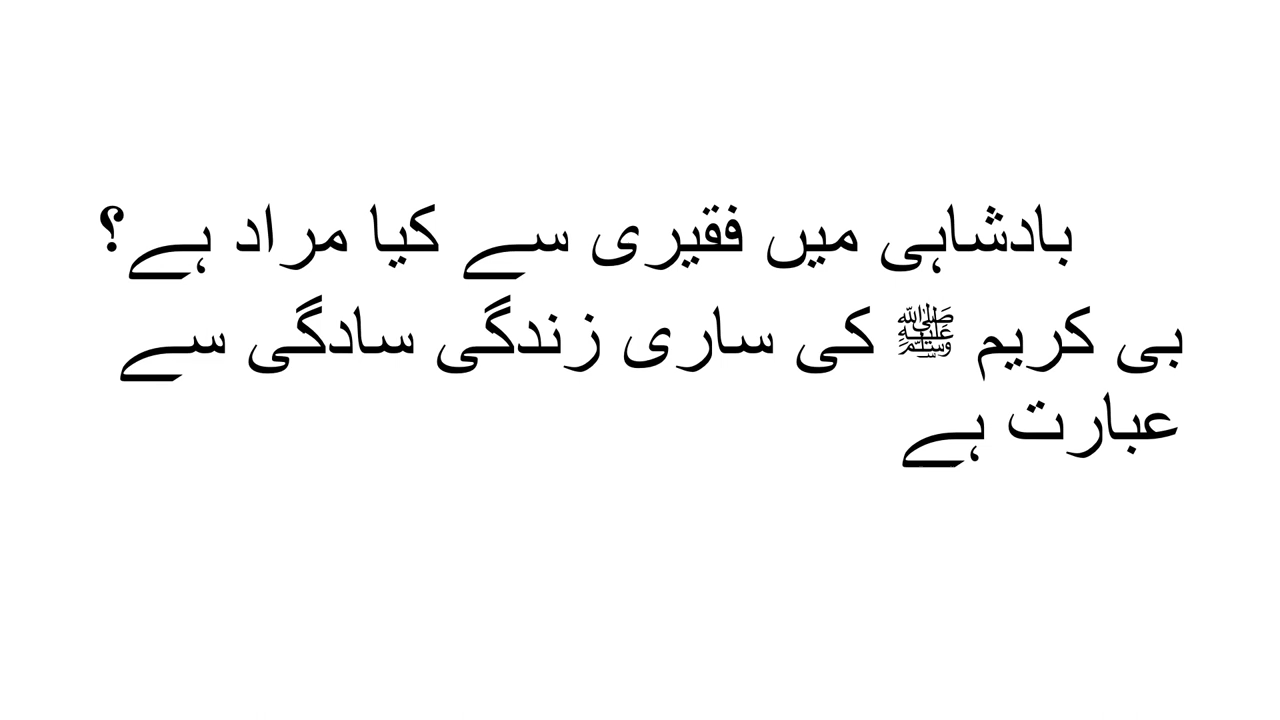 بادشاہی میں فقیری سے کیا مراد ہے؟
بی کریم ﷺ کی ساری زندگی سادگی سے
عبارت ہے